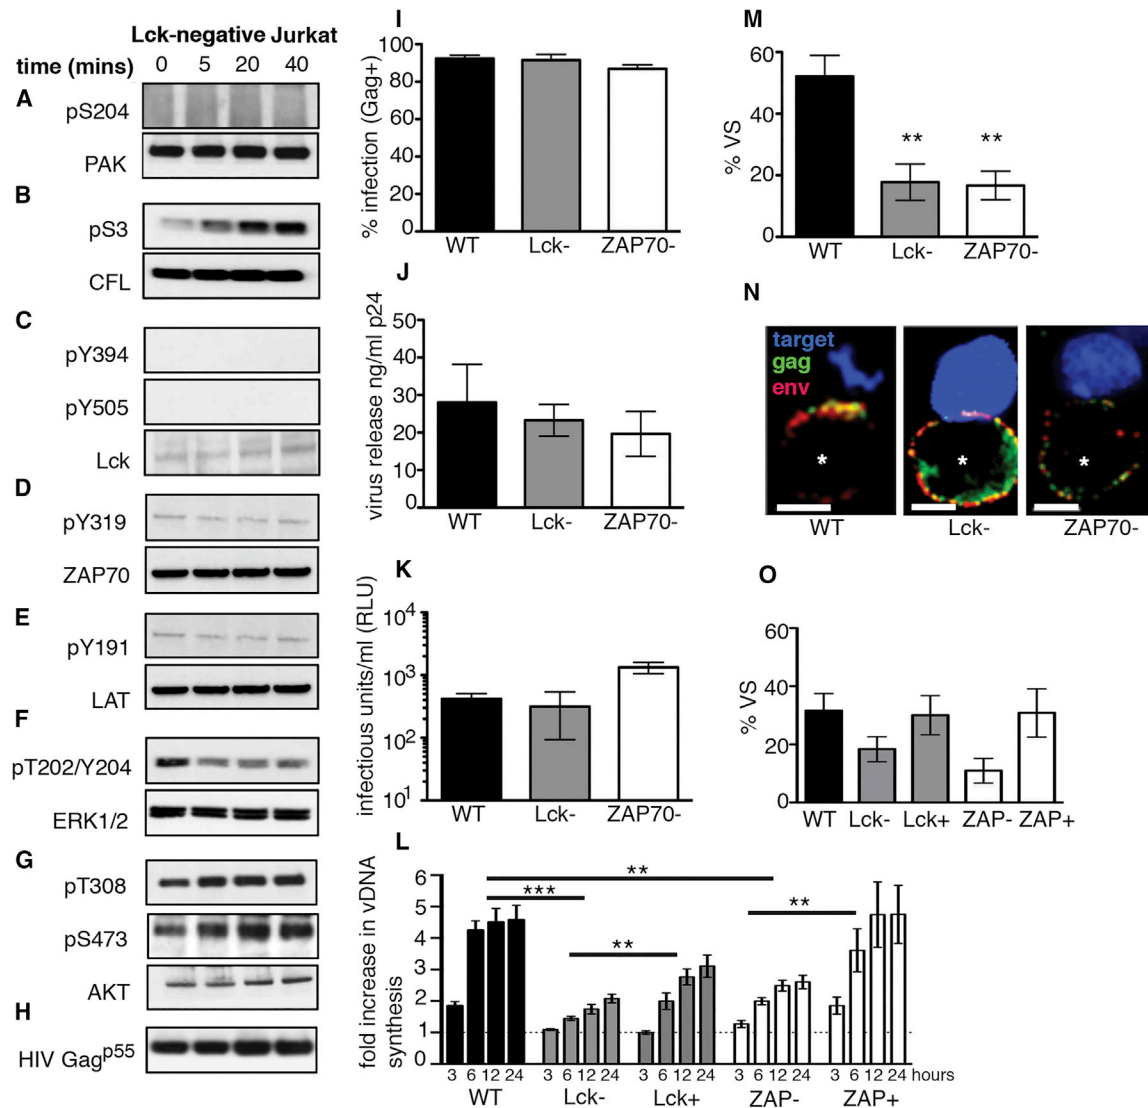 Lck-negative Jurkat
time (mins) 0 5 20 40
A
pS204
PAK
B
pS3
CFL
C
pY394
pY505
Lck
D
pY319
ZAP70
E
pY191
LAT
F
pT202/Y204
ERK1/2
G
pT308
pS473
AKT
H
HIV Gagp55
I
% infection (Gag+)
100
80
60
40
20
0
WT Lck- ZAP70-
J
virus release ng/ml p24
50
40
30
20
10
0
WT Lck- ZAP70-
K
infectious units/ml (RLU)
10^4
10^3
10^2
10^1
WT Lck- ZAP70-
L
fold increase in vDNA
synthesis
6
5
4
3
2
1
0
**
***
**
**
3 6 12 24 3 6 12 24 3 6 12 24 3 6 12 24 3 6 12 24 hours
WT Lck- Lck+ ZAP- ZAP+
M
% VS
60
40
20
0
** **
WT Lck- ZAP70-
N
target
gag
env
* * *
WT Lck- ZAP70-
O
% VS
60
40
20
0
WT Lck- Lck+ ZAP- ZAP+